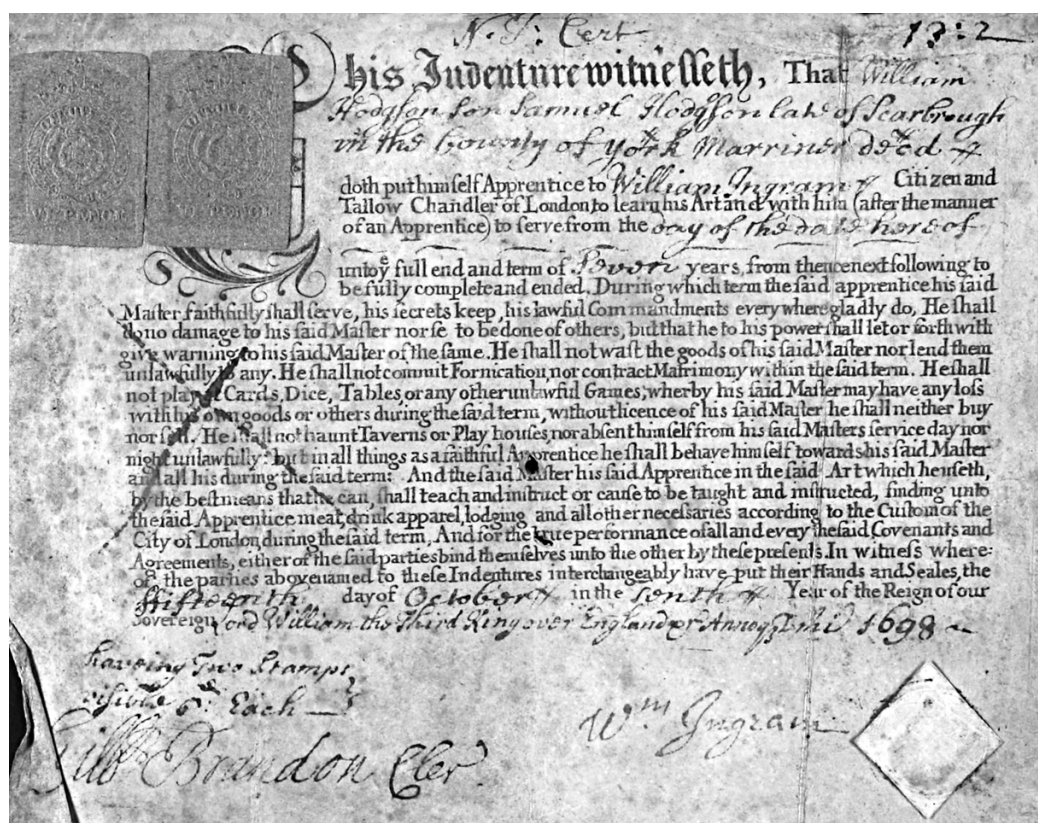 N. T: Cert
13:2
This Indenture witnesseth, That William
Hodgson son Samuel Hodgson late of Scarbrough
in the County of york Marriner decd
doth put himself Apprentice to William Ingram Citizen and
Tallow Chandler of London to learn his Art and with him (after the manner
of an Apprentice) to serve from the day of the date hereof
unto yͤ full end and term of Seven years, from thence next following to
be fully complete and ended. During which term the said apprentice his said
Master faithfully shall serve, his secrets keep, his lawful Commandments every where gladly do, He shall
do no damage to his said Master nor se to be done of others, but that he to his power shall let or forthwith
give warning to his said Master of the same. He shall not wast the goods of his said Master nor lend them
unlawfully to any. He shall not commit Fornication, nor contract Matrimony within the said term. He shall
not play at Cards, Dice, Tables, or any other unlawful Games, wherby his said Master may have any loss
with his own goods or others during the said term, without licence of his said Master he shall neither buy
nor sell. He shall not haunt Taverns or Play houses, nor absent himself from his said Masters service day nor
night unlawfully: but in all things as a faithful Apprentice he shall behave himself towards his said Master
and all his during the said term: And the said Master his said Apprentice in the said Art which he useth,
by the best means that he can, shall teach and instruct or cause to be taught and instructed, finding unto
the said Apprentice meat, drink apparel, lodging and all other necessaries according to the Custom of the
City of London, during the said term, And for the true performance of all and every the said Covenants and
Agreements, either of the said parties bind themselves unto the other by these presents. In witness where:
of the parties abovenamed to these Indentures interchangeably have put their Hands and Seales, the
fifteenth day of October in the tenth Year of the Reign of our
Sovereign Lord William the Third King over England &c Annoq Dni 1698
haveing Two Stamps
visible Each
Wm Ingram
Brandon Cler